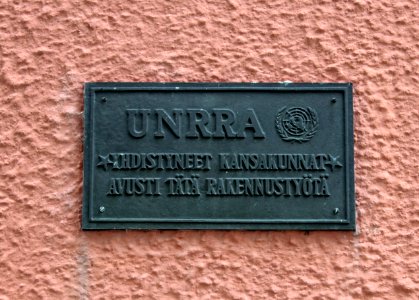 UNRRA
YHDISTYNEET KANSAKUNNAT
AVUSTI TÄTÄ RAKENNUSTYÖTÄ